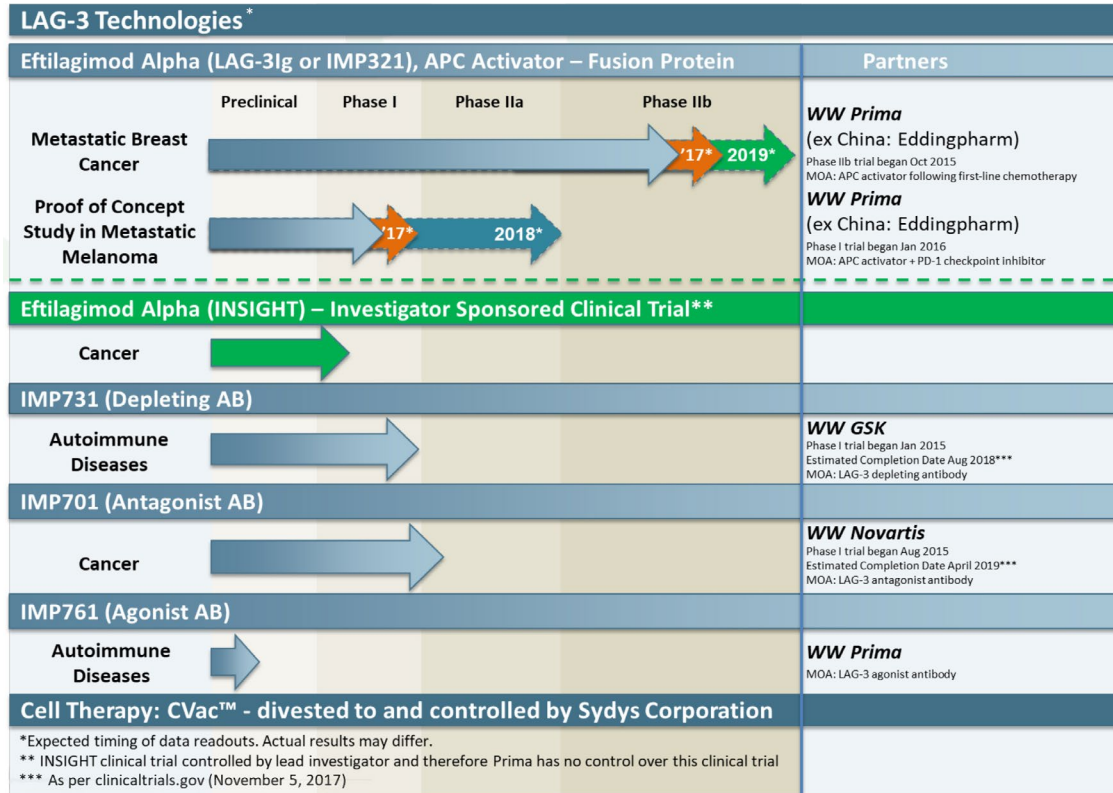 LAG-3 Technologies*
Eftilagimod Alpha (LAG-3Ig or IMP321), APC Activator – Fusion Protein
Partners
Preclinical
Phase I
Phase IIa
Phase IIb
Metastatic Breast
Cancer
'17*
2019*
WW Prima
(ex China: Eddingpharm)
Phase IIb trial began Oct 2015
MOA: APC activator following first-line chemotherapy
Proof of Concept
Study in Metastatic
Melanoma
'17*
2018*
WW Prima
(ex China: Eddingpharm)
Phase I trial began Jan 2016
MOA: APC activator + PD-1 checkpoint inhibitor
Eftilagimod Alpha (INSIGHT) – Investigator Sponsored Clinical Trial**
Cancer
IMP731 (Depleting AB)
Autoimmune
Diseases
WW GSK
Phase I trial began Jan 2015
Estimated Completion Date Aug 2018***
MOA: LAG-3 depleting antibody
IMP701 (Antagonist AB)
Cancer
WW Novartis
Phase I trial began Aug 2015
Estimated Completion Date April 2019***
MOA: LAG-3 antagonist antibody
IMP761 (Agonist AB)
Autoimmune
Diseases
WW Prima
MOA: LAG-3 agonist antibody
Cell Therapy: CVac™ - divested to and controlled by Sydys Corporation
*Expected timing of data readouts. Actual results may differ.
** INSIGHT clinical trial controlled by lead investigator and therefore Prima has no control over this clinical trial
*** As per clinicaltrials.gov (November 5, 2017)